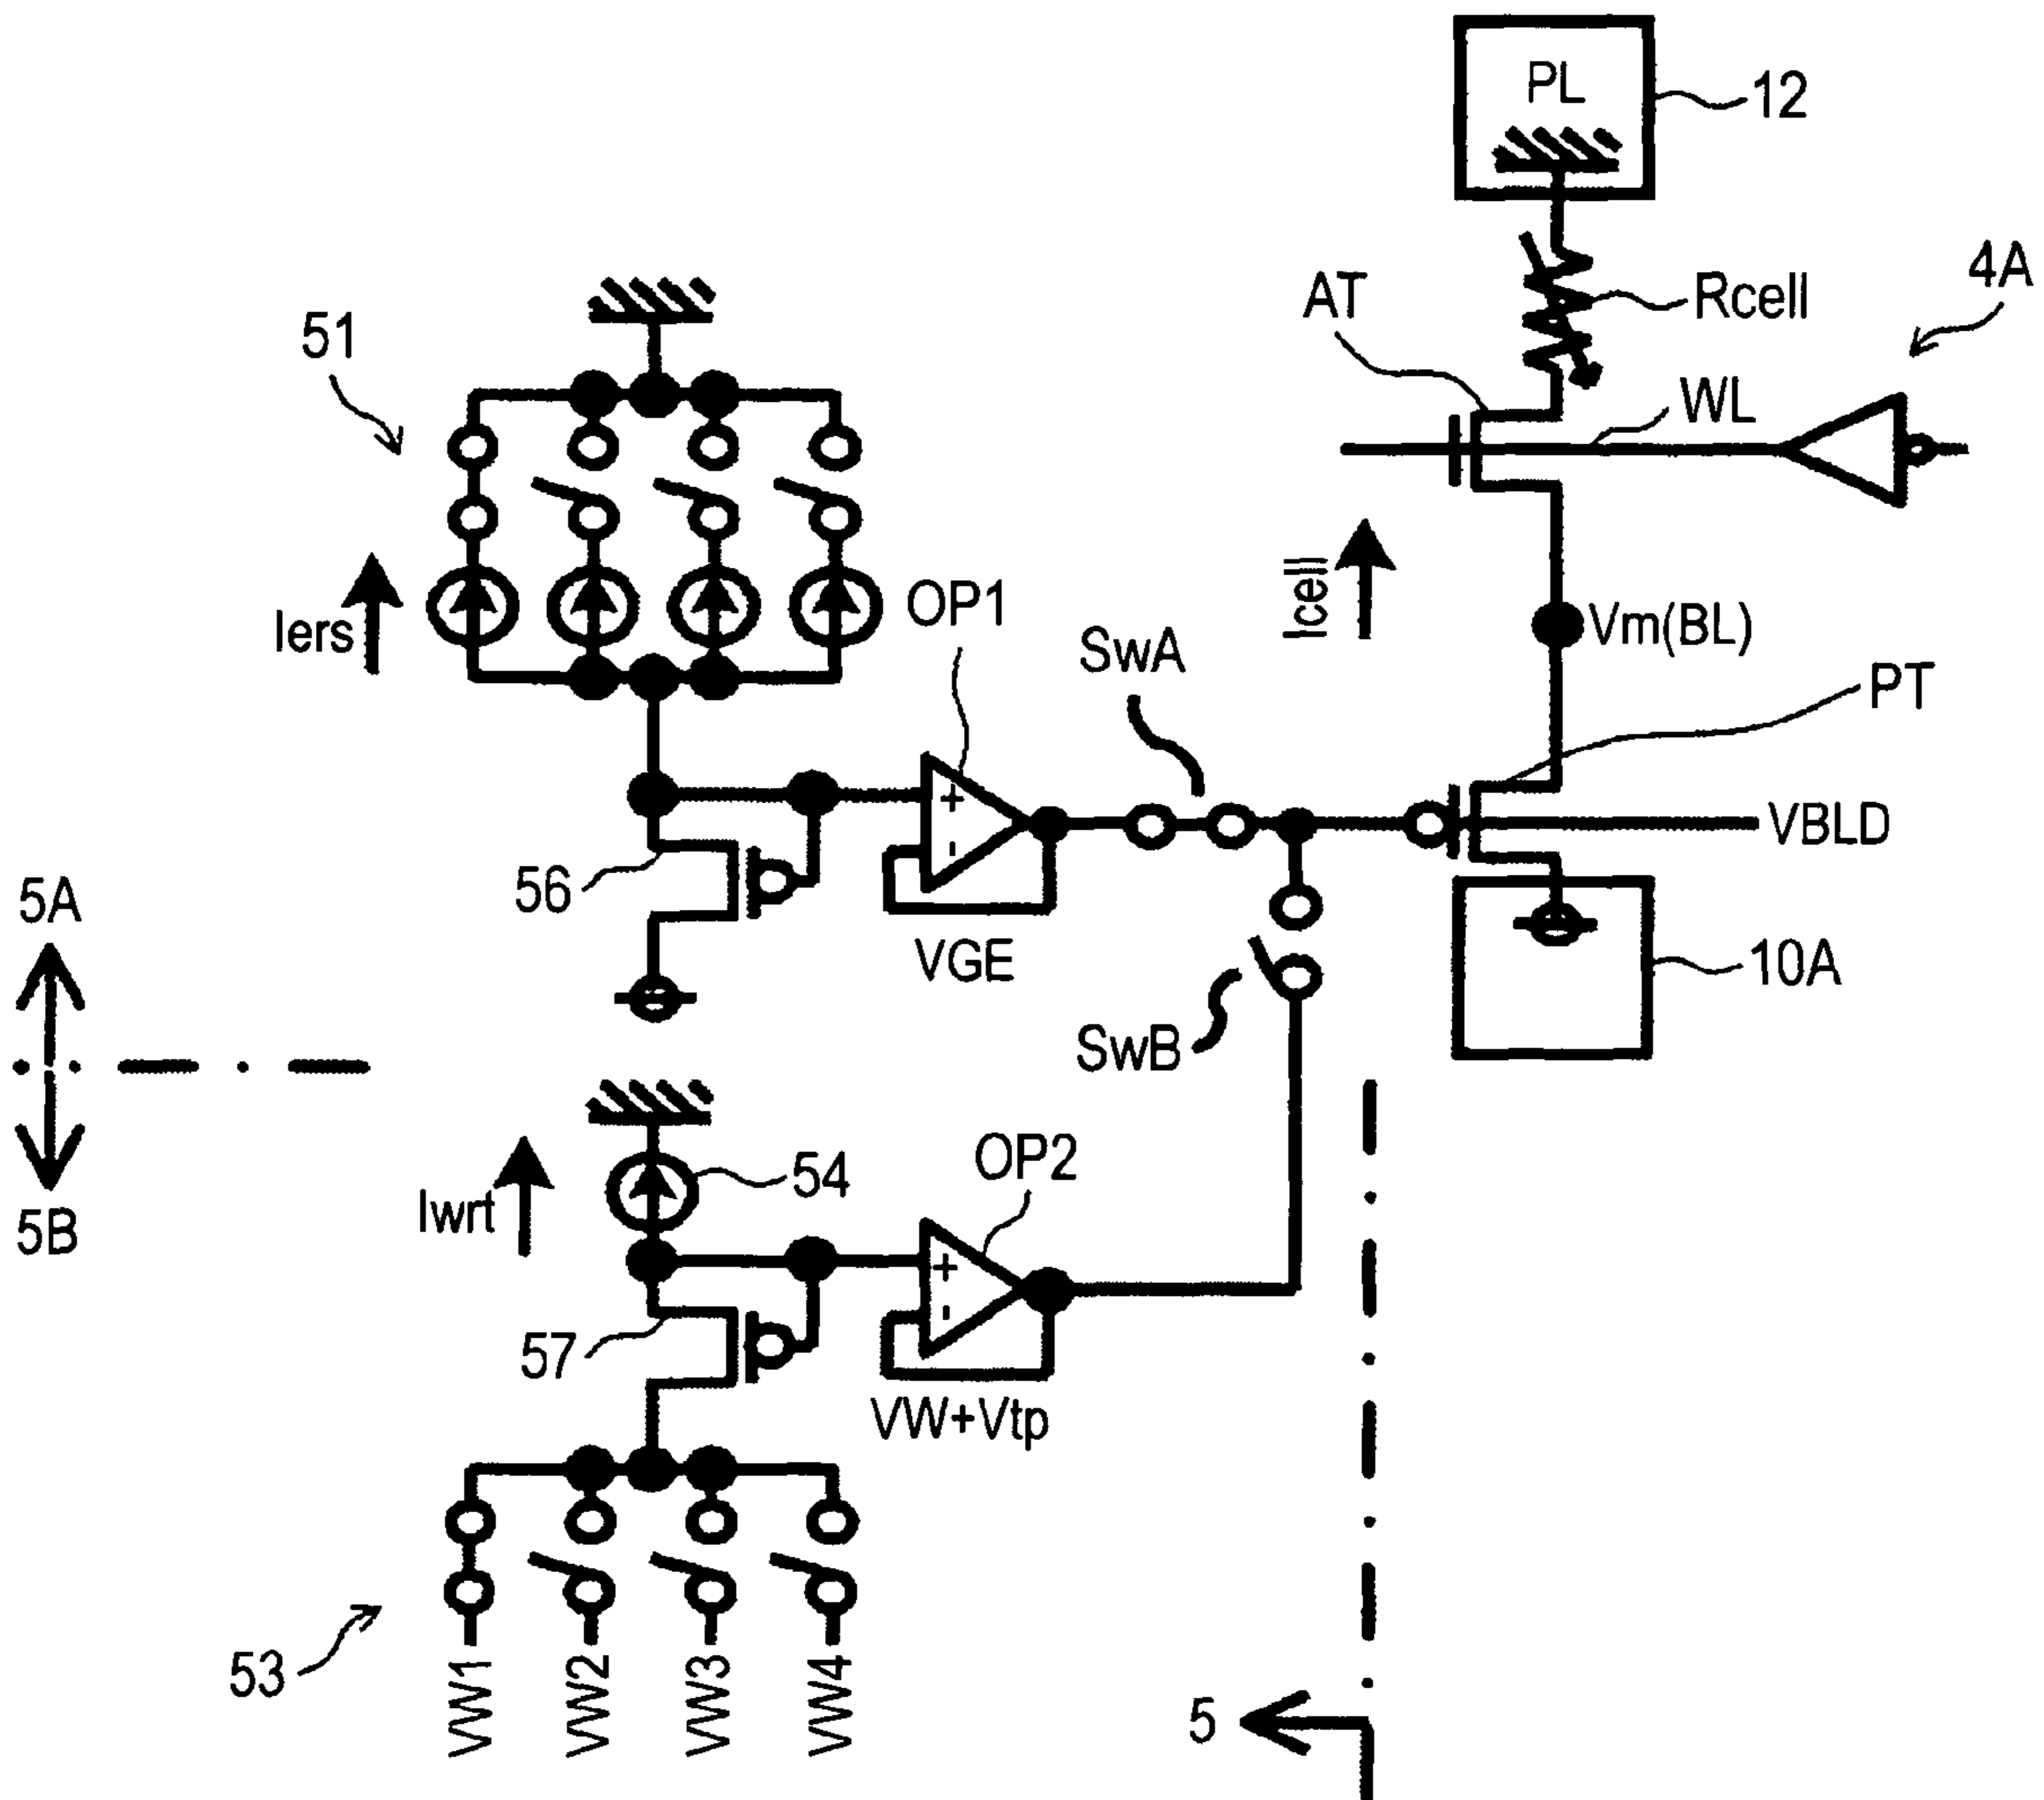 PL
12
4A
AT
Rcell
51
WL
Iers
OP1
Icell
Vm(BL)
SwA
PT
+
-
VBLD
56
5A
VGE
10A
SwB
54
OP2
Iwrt
5B
+
-
57
VW+Vtp
53
VW1
VW2
VW3
VW4
5